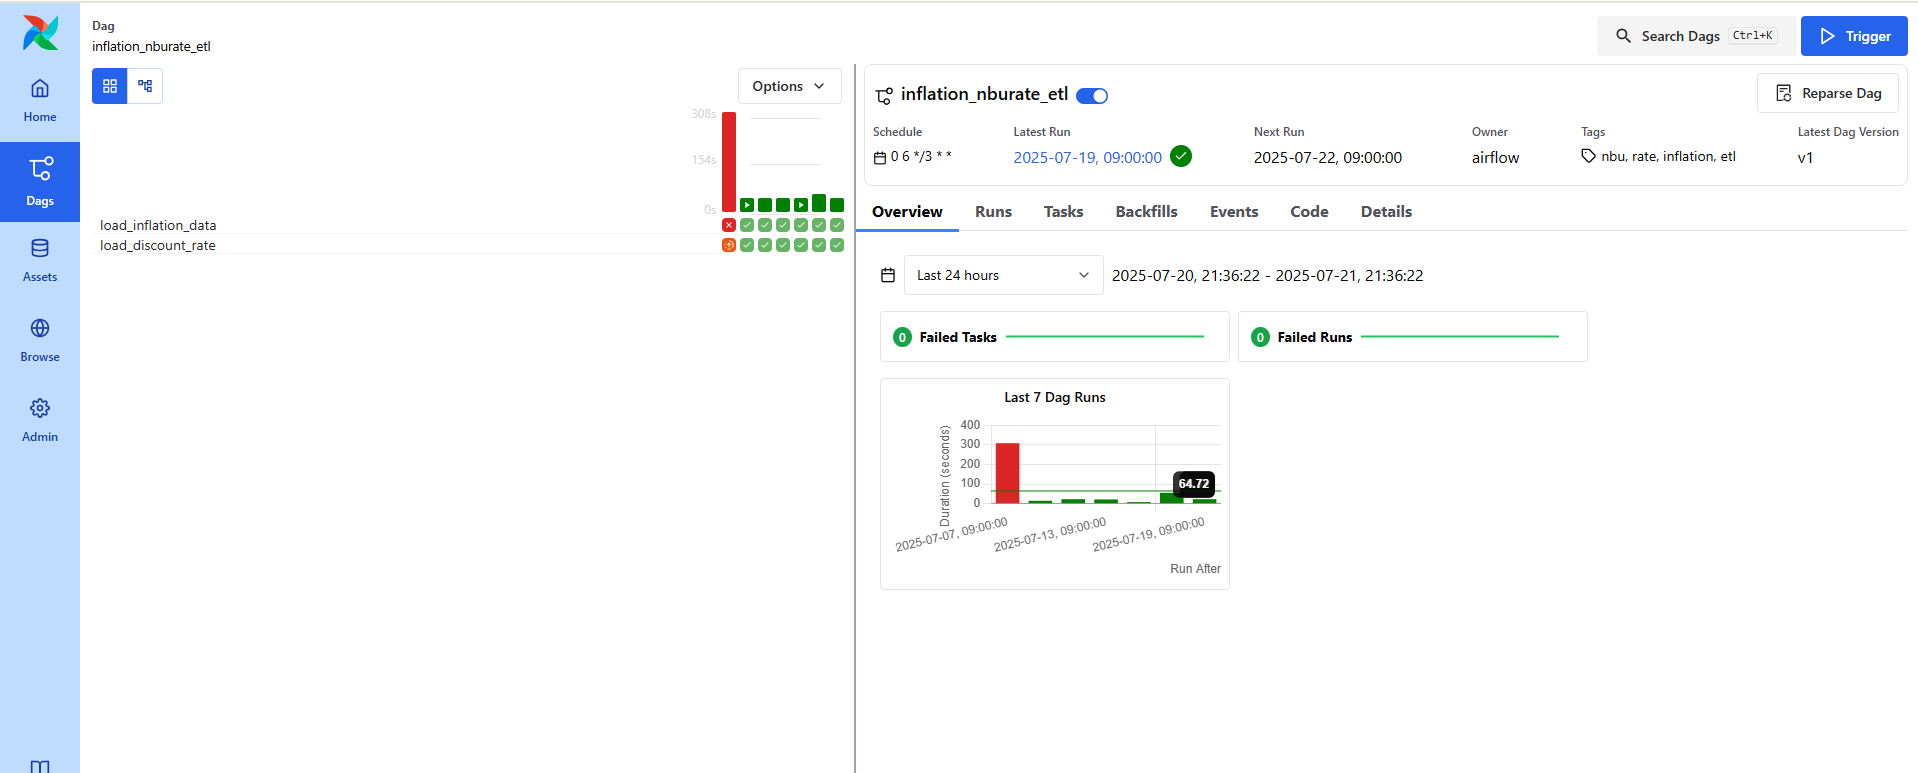 Dag
inflation_nburate_etl
Search Dags Ctrl+K
Trigger
Home
Dags
Assets
Browse
Admin
Options
308s
154s
0s
load_inflation_data
load_discount_rate
inflation_nburate_etl
Reparse Dag
Schedule
0 6 */3 * *
Latest Run
2025-07-19, 09:00:00
Next Run
2025-07-22, 09:00:00
Owner
airflow
Tags
nbu, rate, inflation, etl
Latest Dag Version
v1
Overview Runs Tasks Backfills Events Code Details
Last 24 hours
2025-07-20, 21:36:22 - 2025-07-21, 21:36:22
0 Failed Tasks
0 Failed Runs
Last 7 Dag Runs
Duration (seconds)
400
300
200
100
0
64.72
2025-07-07, 09:00:00
2025-07-13, 09:00:00
2025-07-19, 09:00:00
Run After